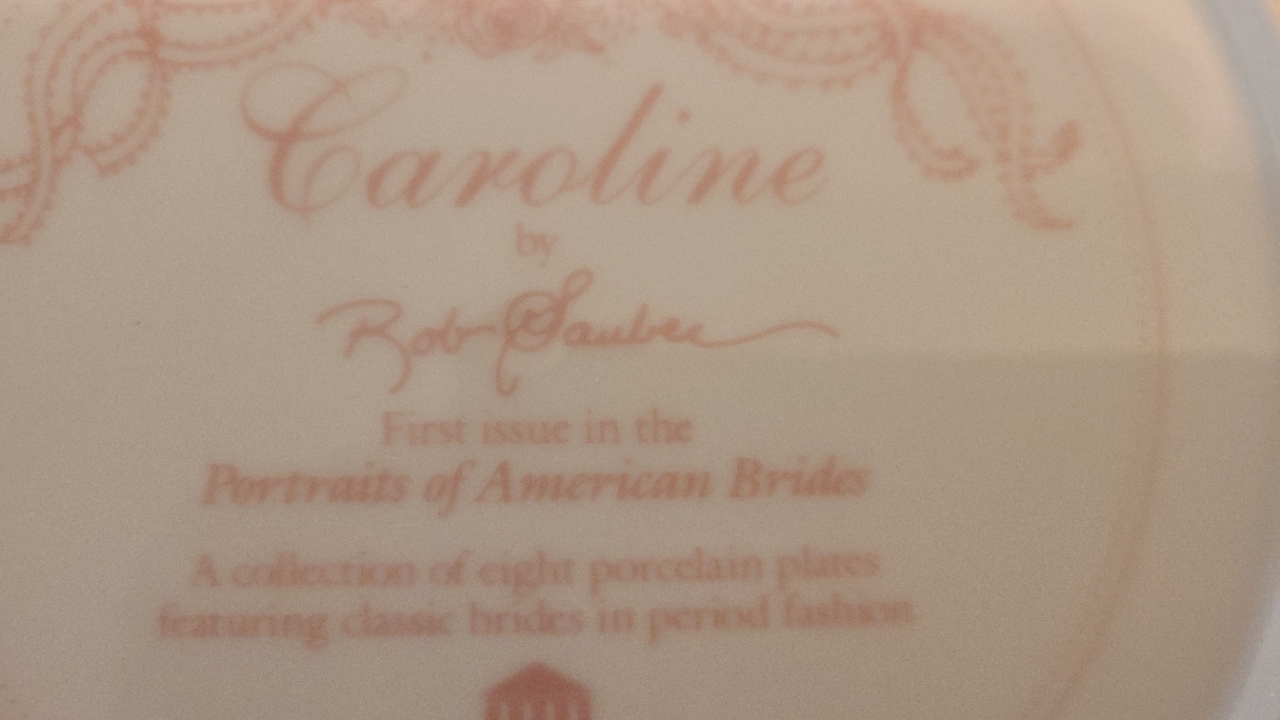 Caroline
by
Rob Sauber
First issue in the
Portraits of American Brides
A collection of eight porcelain plates
featuring classic brides in period fashion